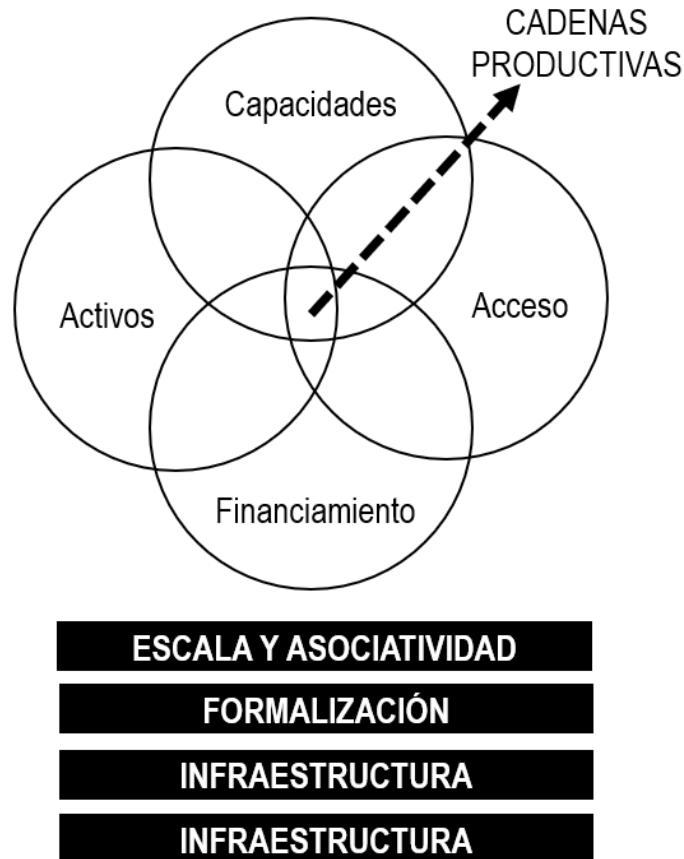 CADENAS
PRODUCTIVAS
Capacidades
Activos
Acceso
Financiamiento
ESCALA Y ASOCIATIVIDAD
FORMALIZACIÓN
INFRAESTRUCTURA
INFRAESTRUCTURA